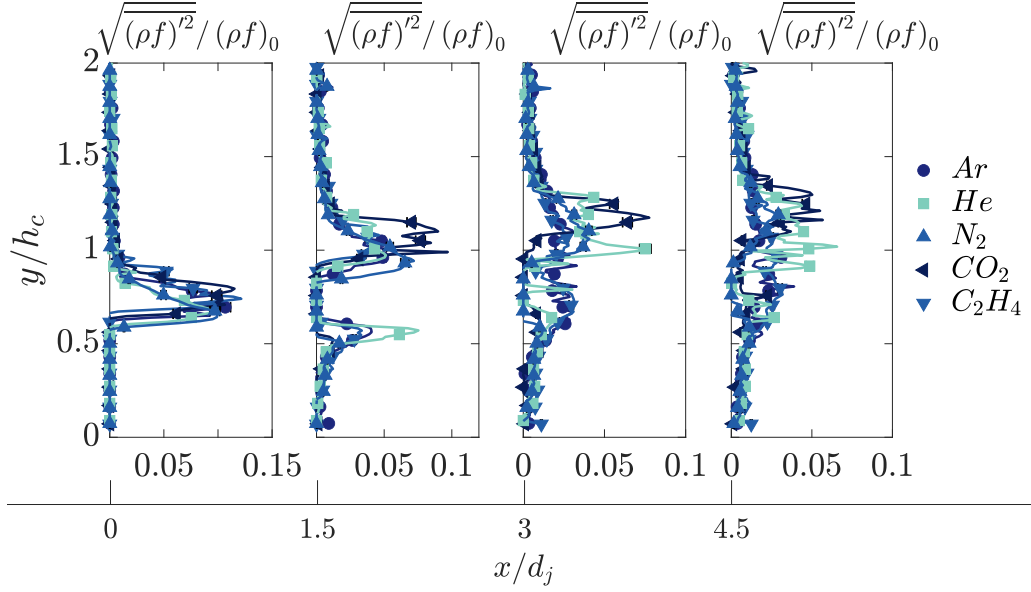 √(ρf)′²/(ρf)₀ √(ρf)′²/(ρf)₀ √(ρf)′²/(ρf)₀ √(ρf)′²/(ρf)₀
2
1.5
1
0.5
0
y/h_c
Ar
He
N₂
CO₂
C₂H₄
0.05 0.15 0 0.05 0.1 0 0.05 0.1 0 0.05 0.1
0 1.5 3 4.5
x/d_j